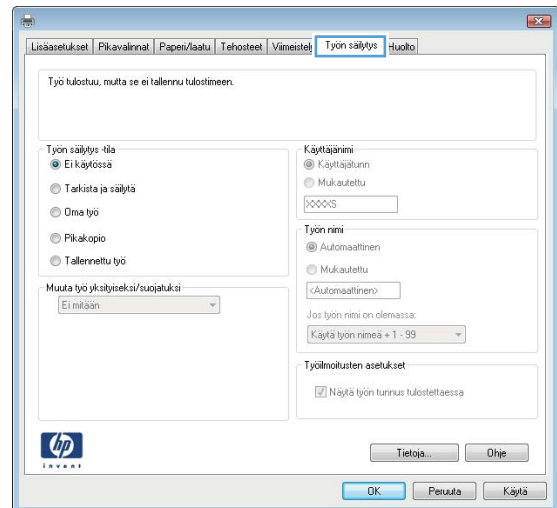 Lisäasetukset Pikavalinnat Paperi/laatu Tehosteet Viimeistely Työn säilytys Huolto
Työ tulostuu, mutta se ei tallennu tulostimeen.
Työn säilytys -tila
Ei käytössä
Tarkista ja säilytä
Oma työ
Pikakopio
Tallennettu työ
Muuta työ yksityiseksi/suojatuksi
Ei mitään
Käyttäjänimi
Käyttäjätunn
Mukautettu
XXXXS
Työn nimi
Automaattinen
Mukautettu
<Automaattinen>
Jos työn nimi on olemassa:
Käytä työn nimeä + 1 - 99
Työilmoitusten asetukset
Näytä työn tunnus tulostettaessa
hp
invent
Tietoja... Ohje
OK Peruuta Käytä